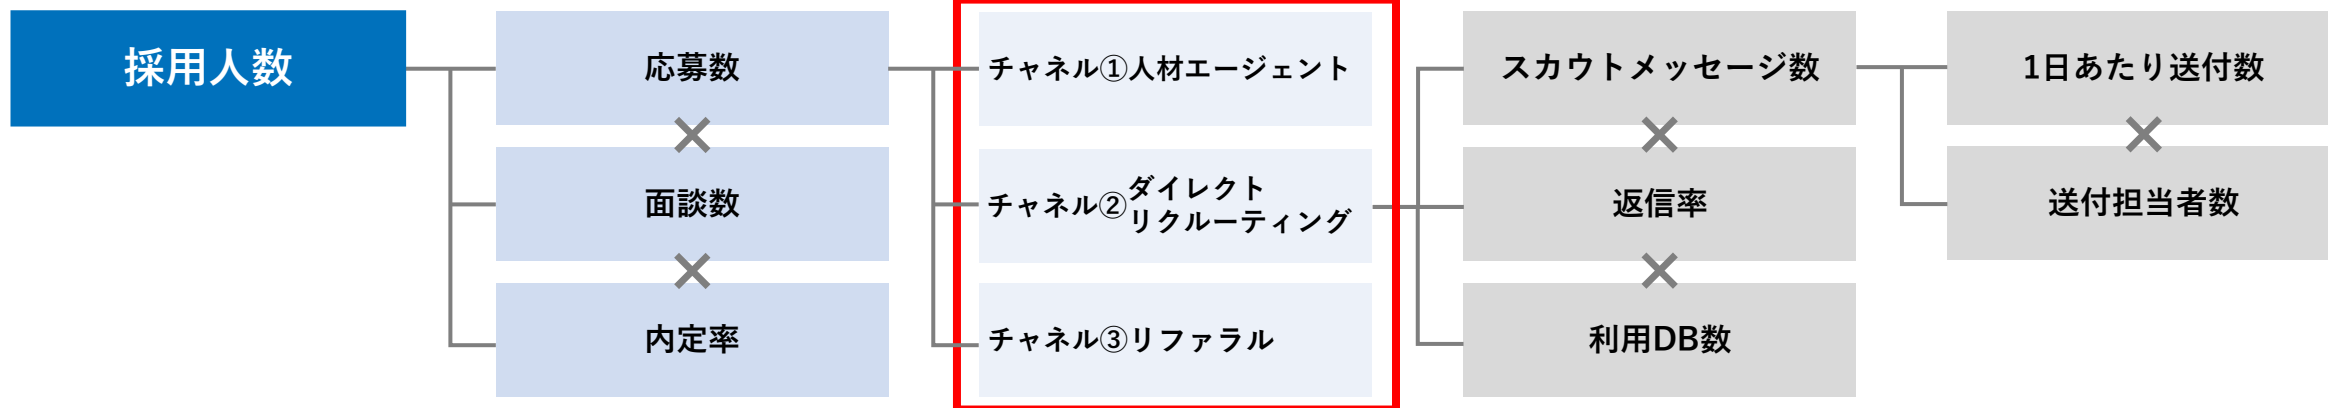 採用人数
応募数
×
面談数
×
内定率
チャネル①人材エージェント
チャネル②ダイレクト
リクルーティング
チャネル③リファラル
スカウトメッセージ数
×
返信率
×
利用DB数
1日あたり送付数
×
送付担当者数